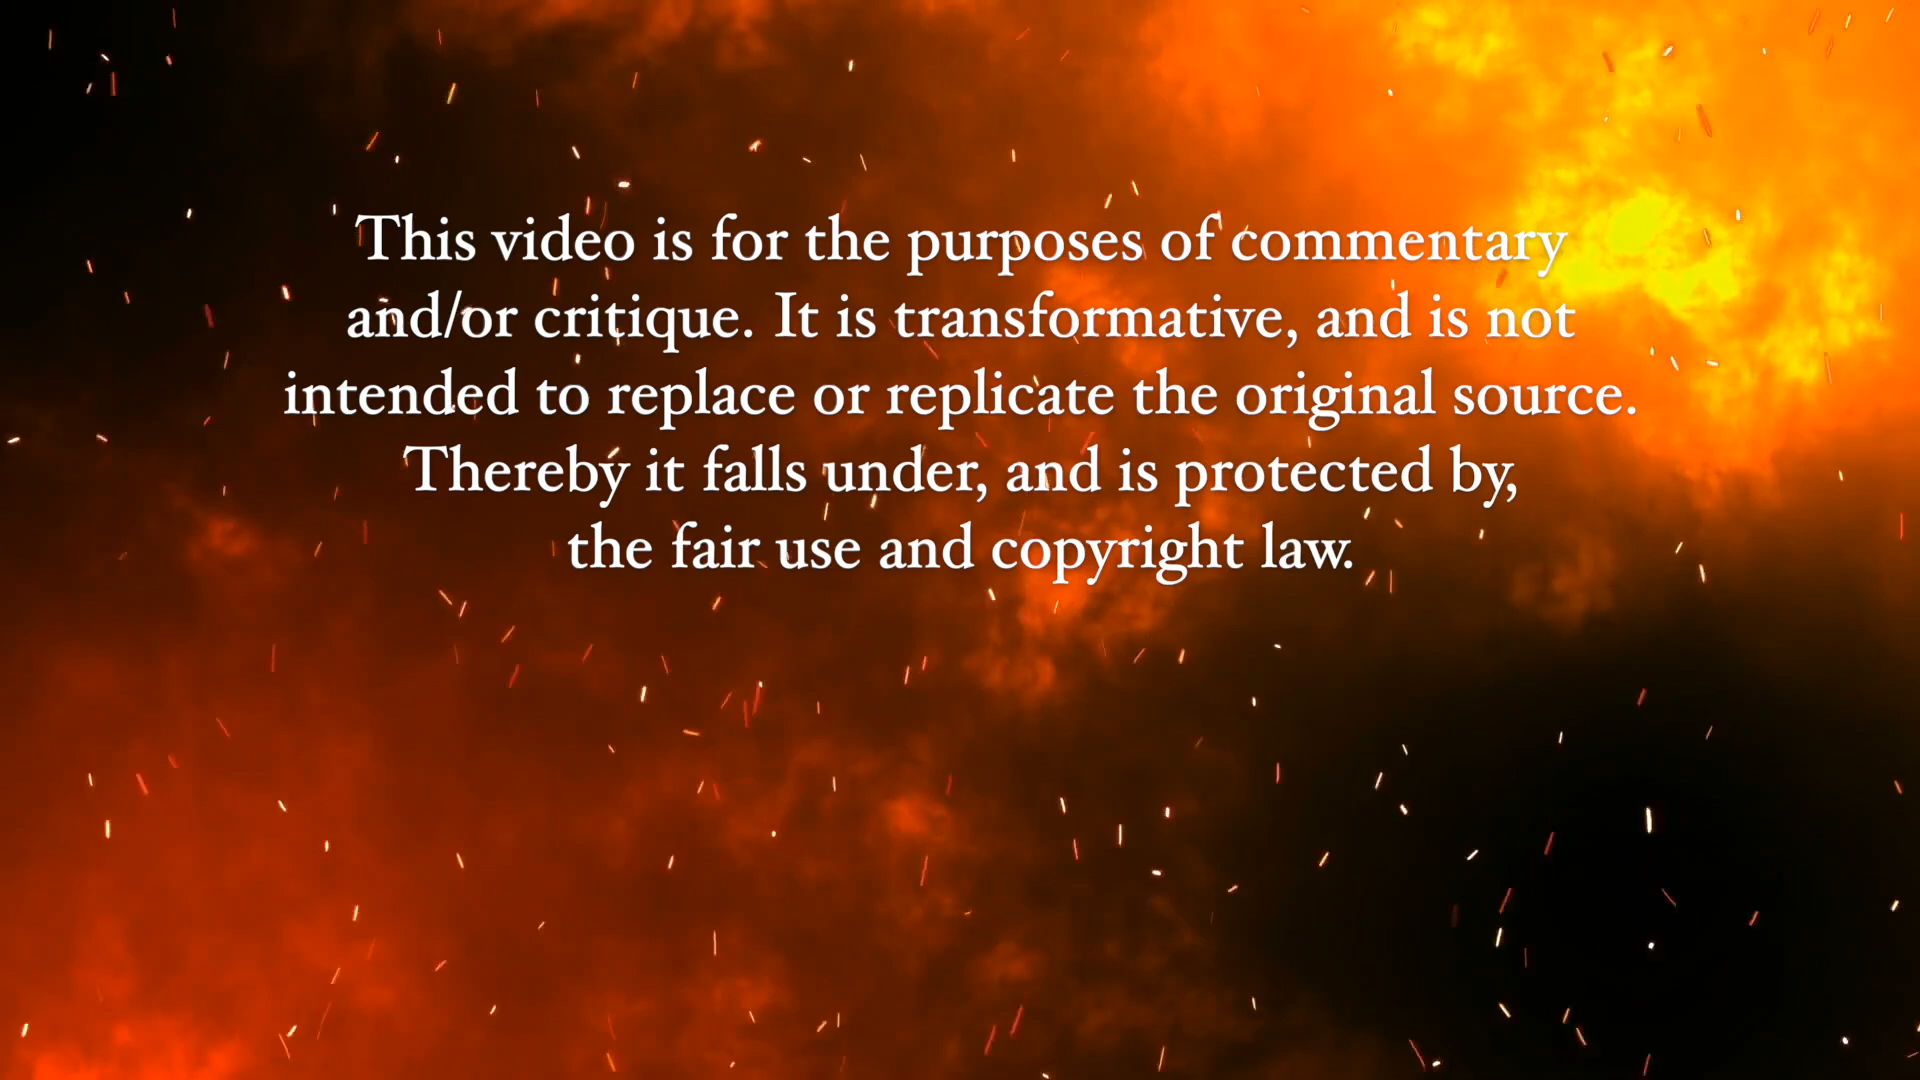 This video is for the purposes of commentary
and/or critique. It is transformative, and is not
intended to replace or replicate the original source.
Thereby it falls under, and is protected by,
the fair use and copyright law.